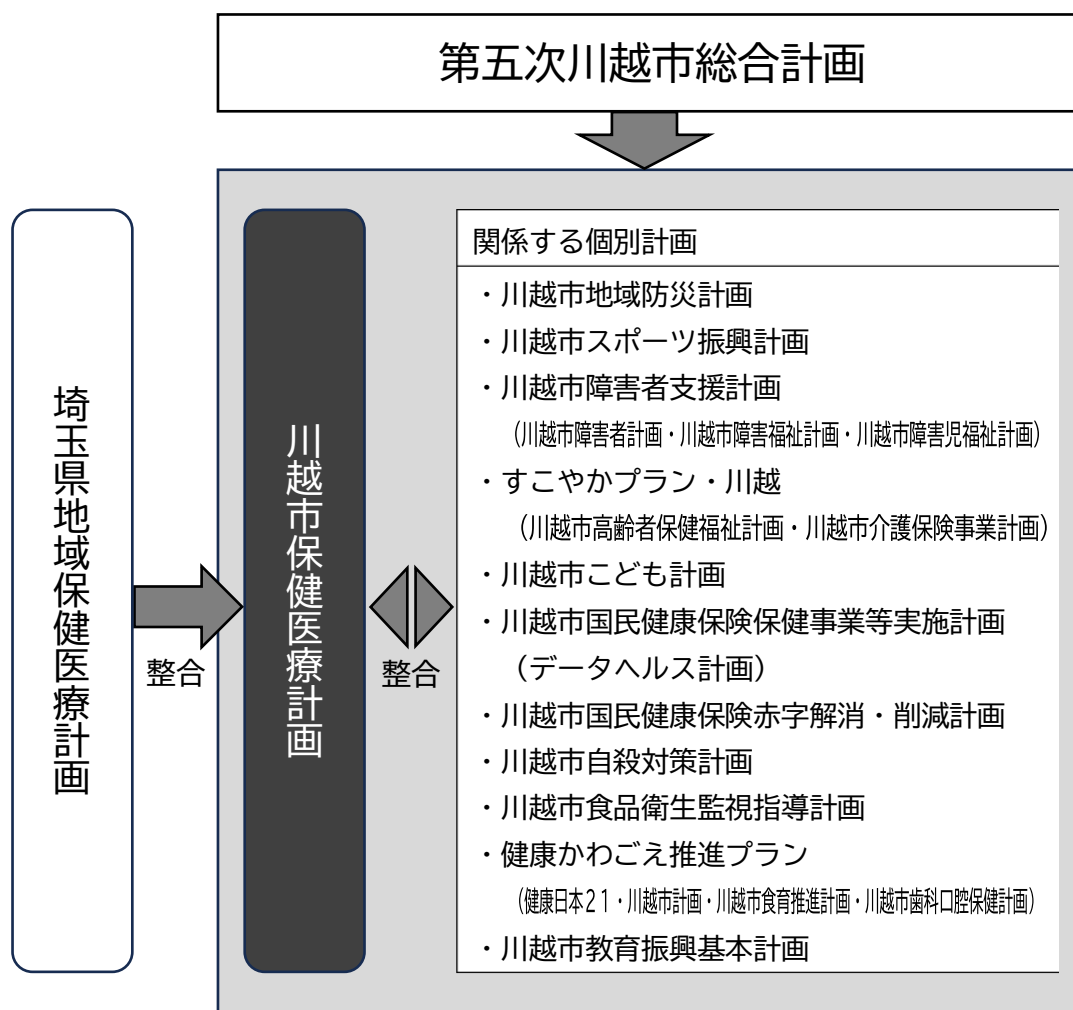 第五次川越市総合計画
埼玉県地域保健医療計画
整合
川越市保健医療計画
整合
関係する個別計画
・川越市地域防災計画
・川越市スポーツ振興計画
・川越市障害者支援計画
（川越市障害者計画・川越市障害福祉計画・川越市障害児福祉計画）
・すこやかプラン・川越
（川越市高齢者保健福祉計画・川越市介護保険事業計画）
・川越市こども計画
・川越市国民健康保険保健事業等実施計画
（データヘルス計画）
・川越市国民健康保険赤字解消・削減計画
・川越市自殺対策計画
・川越市食品衛生監視指導計画
・健康かわごえ推進プラン
（健康日本２１・川越市計画・川越市食育推進計画・川越市歯科口腔保健計画）
・川越市教育振興基本計画